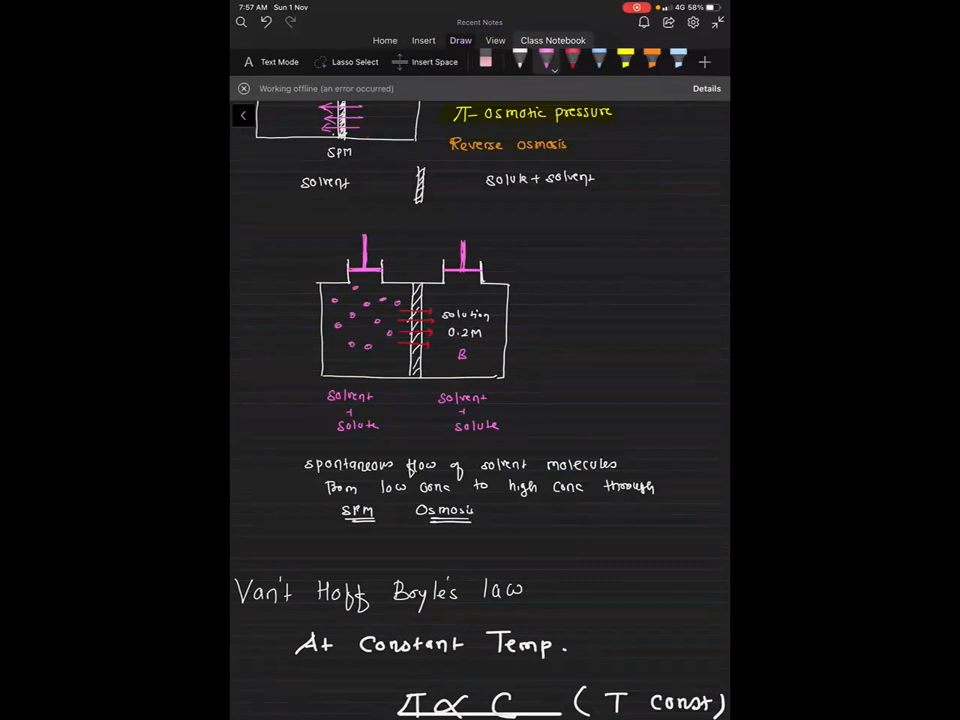 7:57 AM Sun 1 Nov
4G 58%
Recent Notes
Home Insert Draw View Class Notebook
Text Mode Lasso Select Insert Space
Working offline (an error occurred) Details
π- osmotic pressure
Reverse osmosis
SPM
Solvent
Solute + Solvent
Solution
0.2M
B
Solvent
+
Solute
Solvent
+
Solute
Spontaneous flow of solvent molecules
from low conc to high conc through
SPM Osmosis
Van't Hoff Boyle's law
At Constant Temp.
π ∝ C (T const)